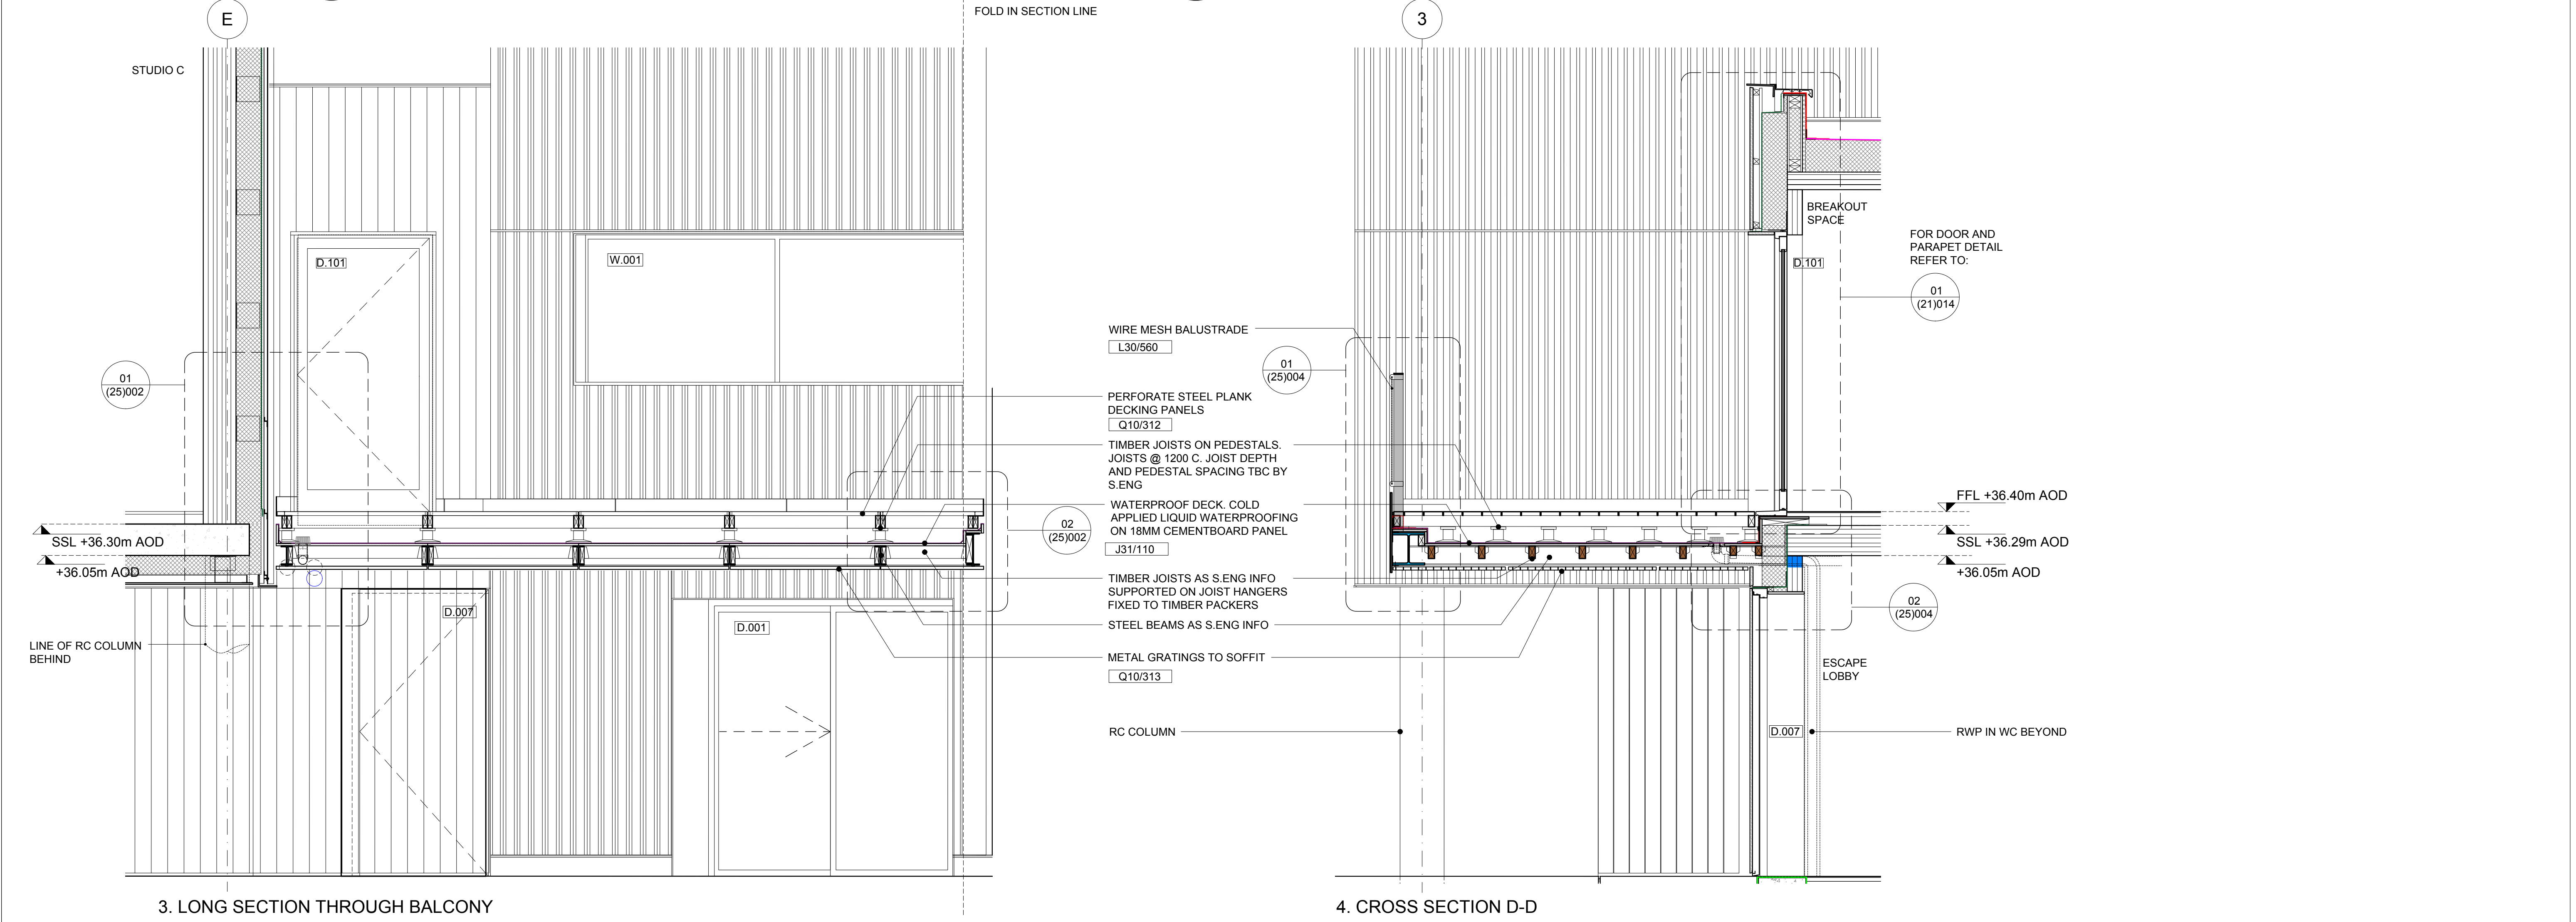 E
FOLD IN SECTION LINE
3
STUDIO C
D.101
W.001
BREAKOUT
SPACE
D.101
FOR DOOR AND
PARAPET DETAIL
REFER TO:
01
(21)014
WIRE MESH BALUSTRADE
L30/560
01
(25)004
01
(25)002
PERFORATE STEEL PLANK
DECKING PANELS
Q10/312
TIMBER JOISTS ON PEDESTALS.
JOISTS @ 1200 C. JOIST DEPTH
AND PEDESTAL SPACING TBC BY
S.ENG
WATERPROOF DECK. COLD
APPLIED LIQUID WATERPROOFING
ON 18MM CEMENTBOARD PANEL
J31/110
02
(25)002
FFL +36.40m AOD
SSL +36.30m AOD
SSL +36.29m AOD
+36.05m AOD
+36.05m AOD
TIMBER JOISTS AS S.ENG INFO
SUPPORTED ON JOIST HANGERS
FIXED TO TIMBER PACKERS
02
(25)004
D.007
D.001
STEEL BEAMS AS S.ENG INFO
LINE OF RC COLUMN
BEHIND
METAL GRATINGS TO SOFFIT
Q10/313
ESCAPE
LOBBY
RC COLUMN
D.007
RWP IN WC BEYOND
3. LONG SECTION THROUGH BALCONY
4. CROSS SECTION D-D